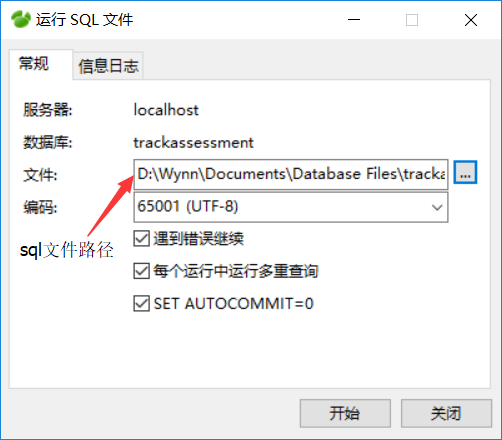 运行 SQL 文件
常规
信息日志
服务器:
localhost
数据库:
trackassessment
文件:
D:\Wynn\Documents\Database Files\tracka
...
编码:
65001 (UTF-8)
sql文件路径
遇到错误继续
每个运行中运行多重查询
SET AUTOCOMMIT=0
开始
关闭